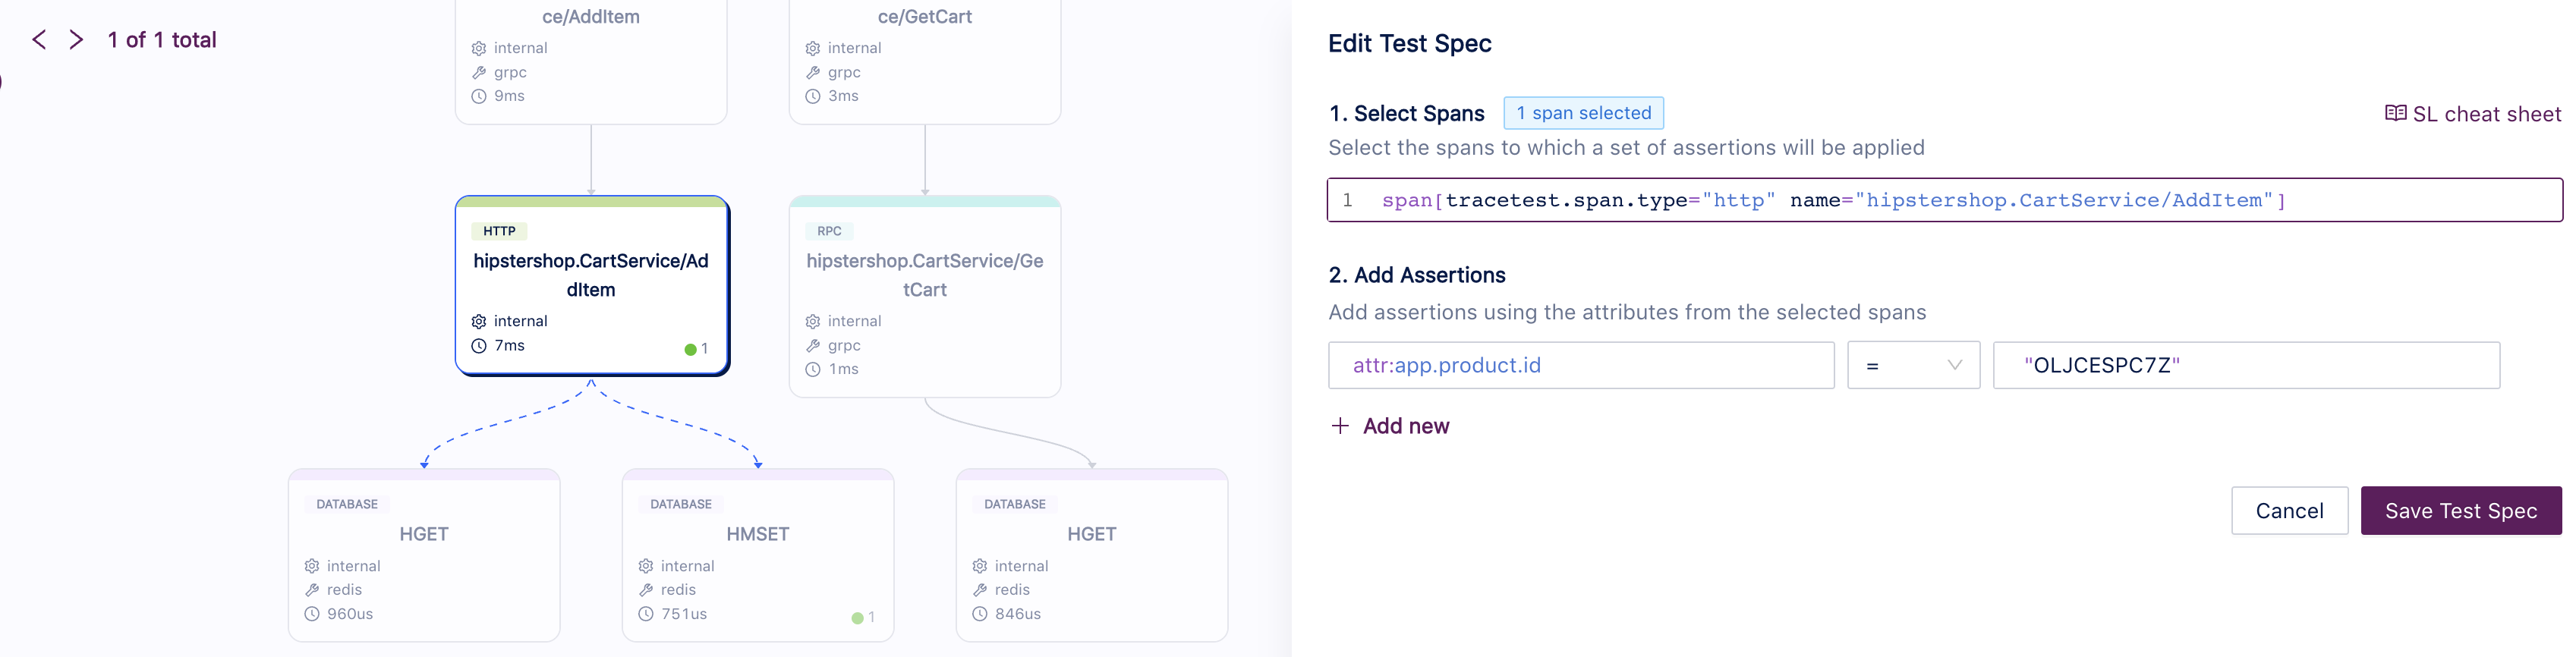 1 of 1 total
ce/AddItem
internal
grpc
9ms
ce/GetCart
internal
grpc
3ms
HTTP
hipstershop.CartService/Ad
dItem
internal
7ms
1
RPC
hipstershop.CartService/Ge
tCart
internal
grpc
1ms
DATABASE
HGET
internal
redis
960us
DATABASE
HMSET
internal
redis
751us
1
DATABASE
HGET
internal
redis
846us
Edit Test Spec
1. Select Spans
1 span selected
SL cheat sheet
Select the spans to which a set of assertions will be applied
1 span[tracetest.span.type="http" name="hipstershop.CartService/AddItem"]
2. Add Assertions
Add assertions using the attributes from the selected spans
attr:app.product.id
=
"OLJCESPC7Z"
+ Add new
Cancel
Save Test Spec